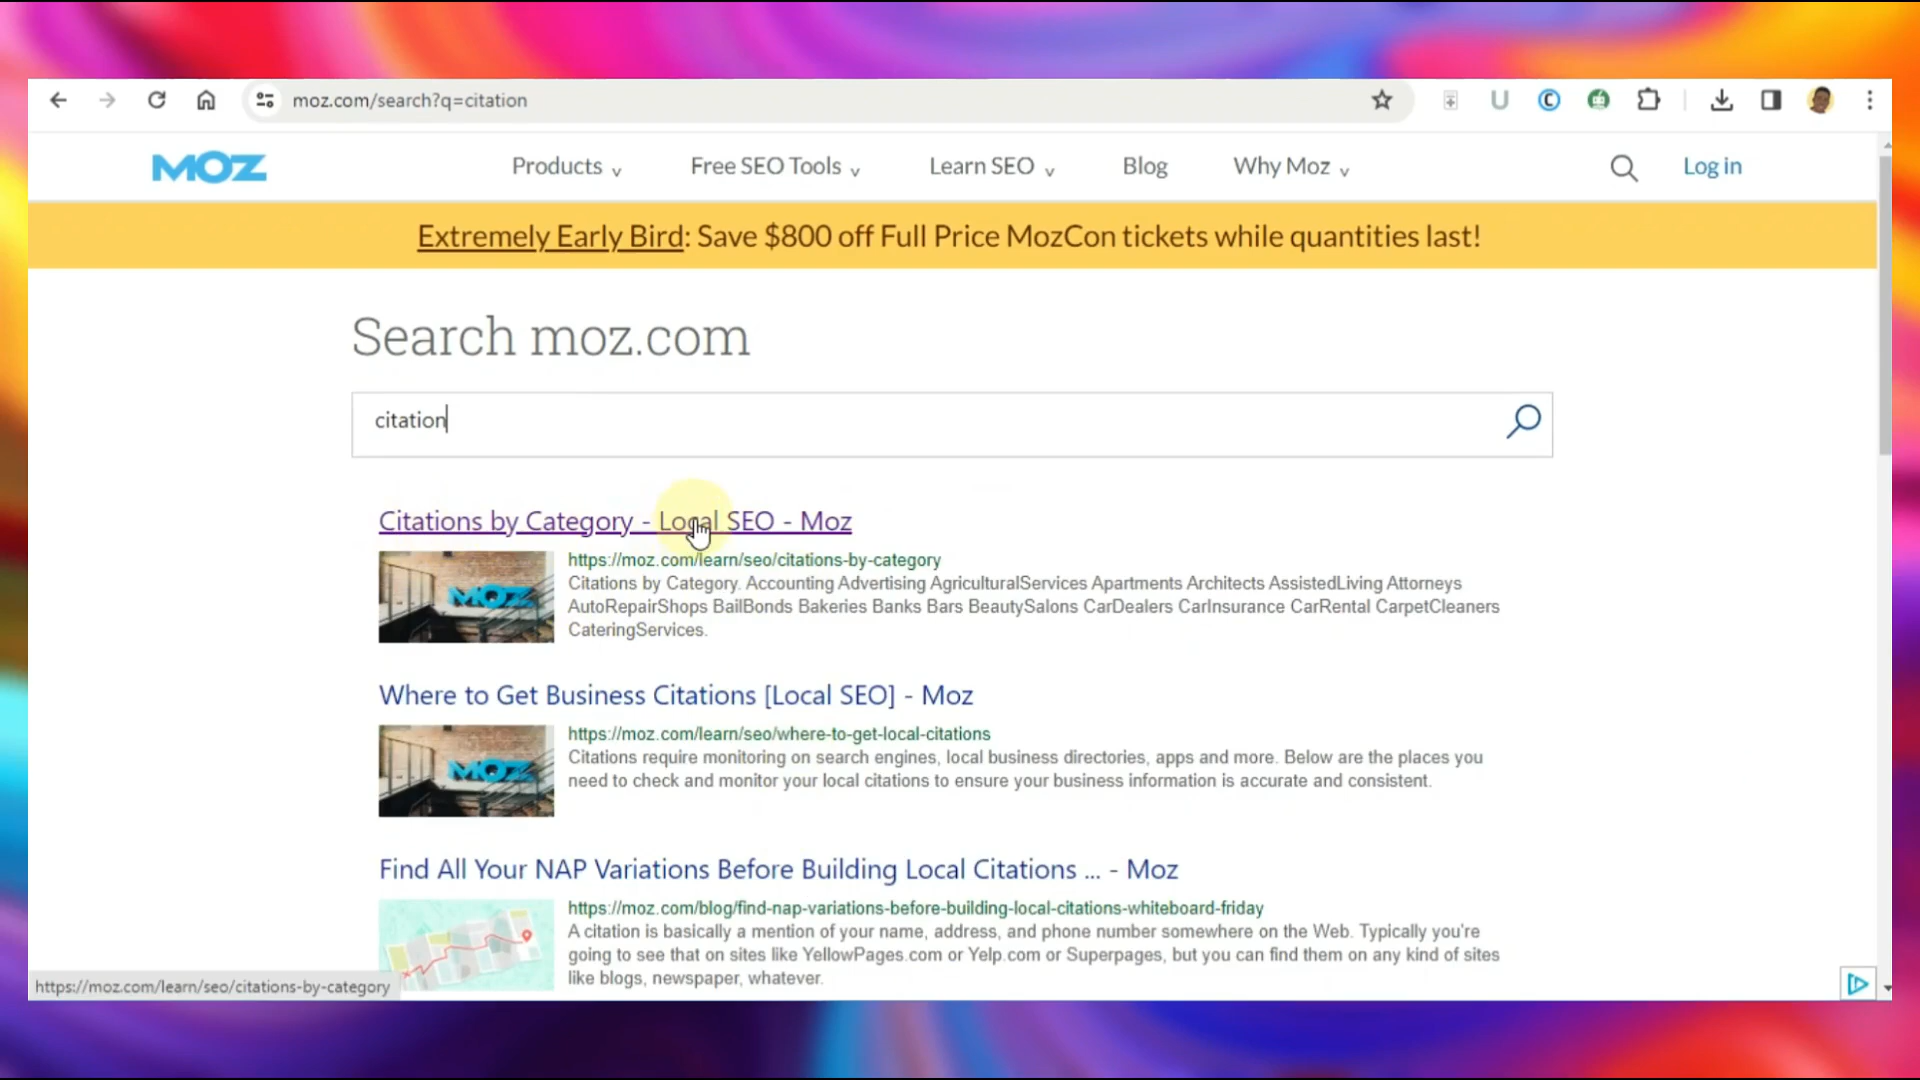 moz.com/search?q=citation
MOZ Products Free SEO Tools Learn SEO Blog Why Moz Log in
Extremely Early Bird: Save $800 off Full Price MozCon tickets while quantities last!
Search moz.com
citation
Citations by Category - Local SEO - Moz
https://moz.com/learn/seo/citations-by-category
Citations by Category. Accounting Advertising AgriculturalServices Apartments Architects AssistedLiving Attorneys
AutoRepairShops BailBonds Bakeries Banks Bars BeautySalons CarDealers CarInsurance CarRental CarpetCleaners
CateringServices.
MOZ
Where to Get Business Citations [Local SEO] - Moz
https://moz.com/learn/seo/where-to-get-local-citations
Citations require monitoring on search engines, local business directories, apps and more. Below are the places you
need to check and monitor your local citations to ensure your business information is accurate and consistent.
MOZ
Find All Your NAP Variations Before Building Local Citations ... - Moz
https://moz.com/blog/find-nap-variations-before-building-local-citations-whiteboard-friday
A citation is basically a mention of your name, address, and phone number somewhere on the Web. Typically you're
going to see that on sites like YellowPages.com or Yelp.com or Superpages, but you can find them on any kind of sites
like blogs, newspaper, whatever.
https://moz.com/learn/seo/citations-by-category